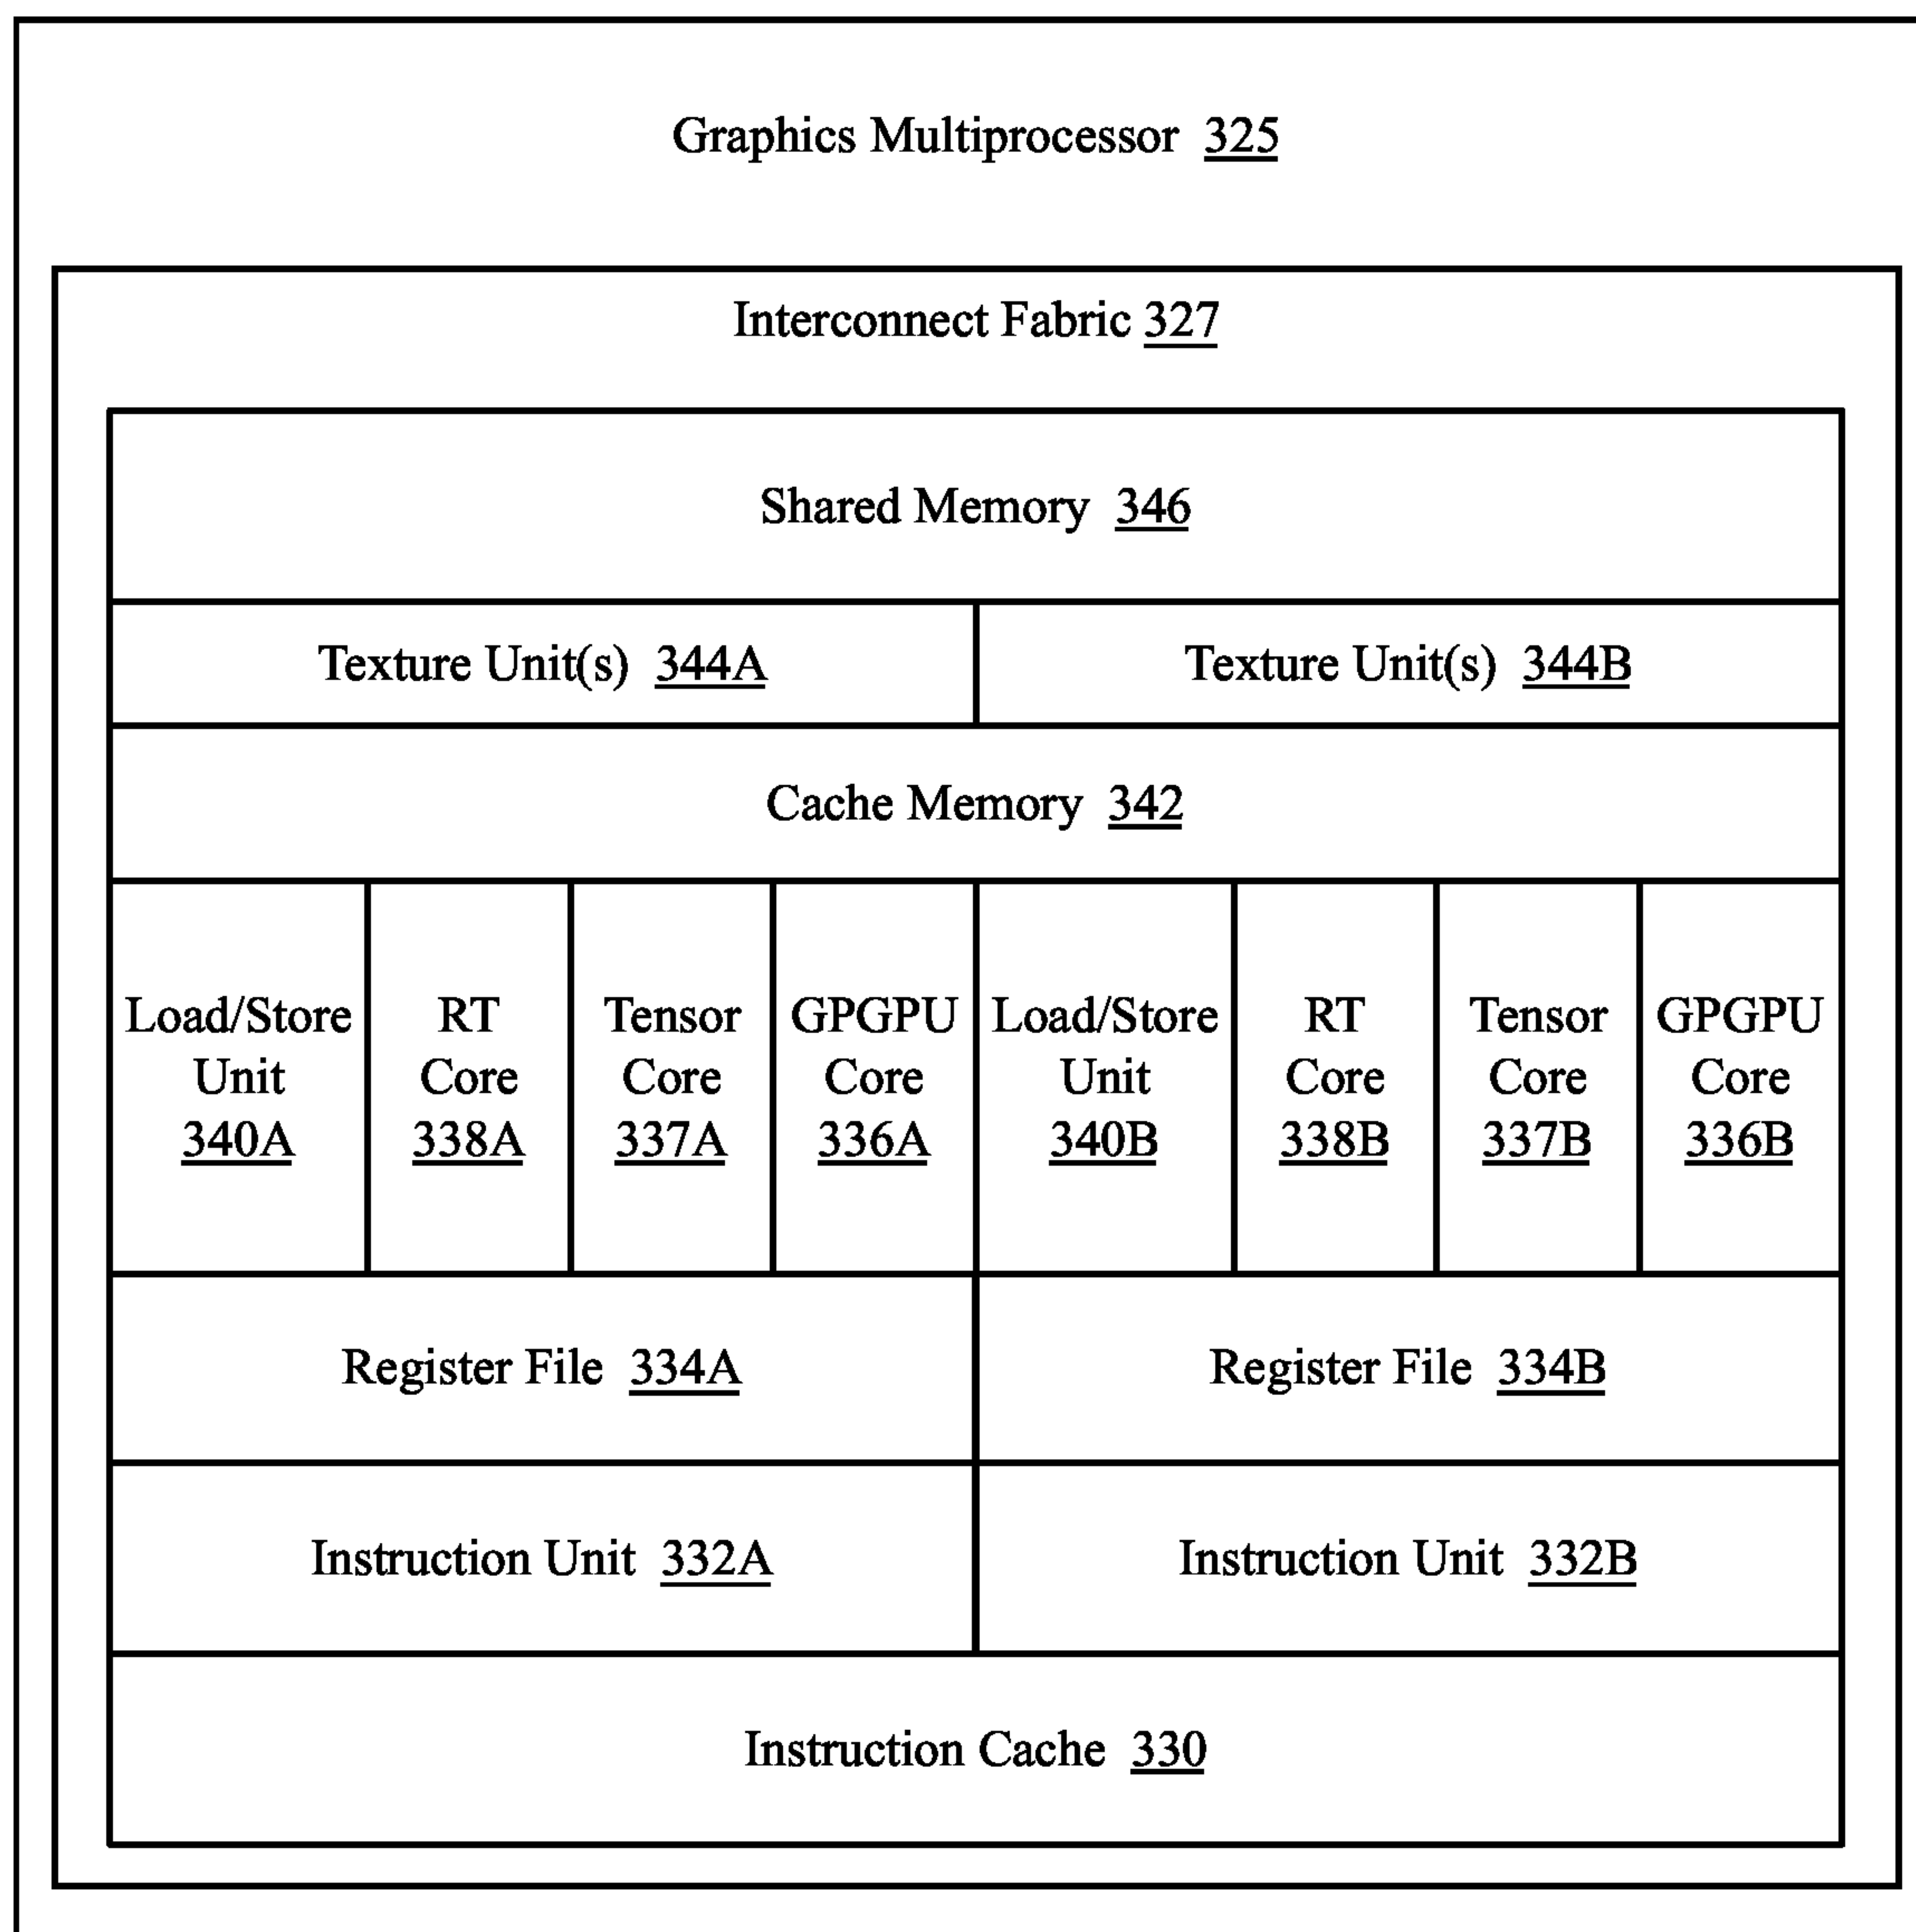 Graphics Multiprocessor 325
Interconnect Fabric 327
Shared Memory 346
Texture Unit(s) 344A
Texture Unit(s) 344B
Cache Memory 342
Load/Store
Unit
340A
RT
Core
338A
Tensor
Core
337A
GPGPU
Core
336A
Load/Store
Unit
340B
RT
Core
338B
Tensor
Core
337B
GPGPU
Core
336B
Register File 334A
Register File 334B
Instruction Unit 332A
Instruction Unit 332B
Instruction Cache 330